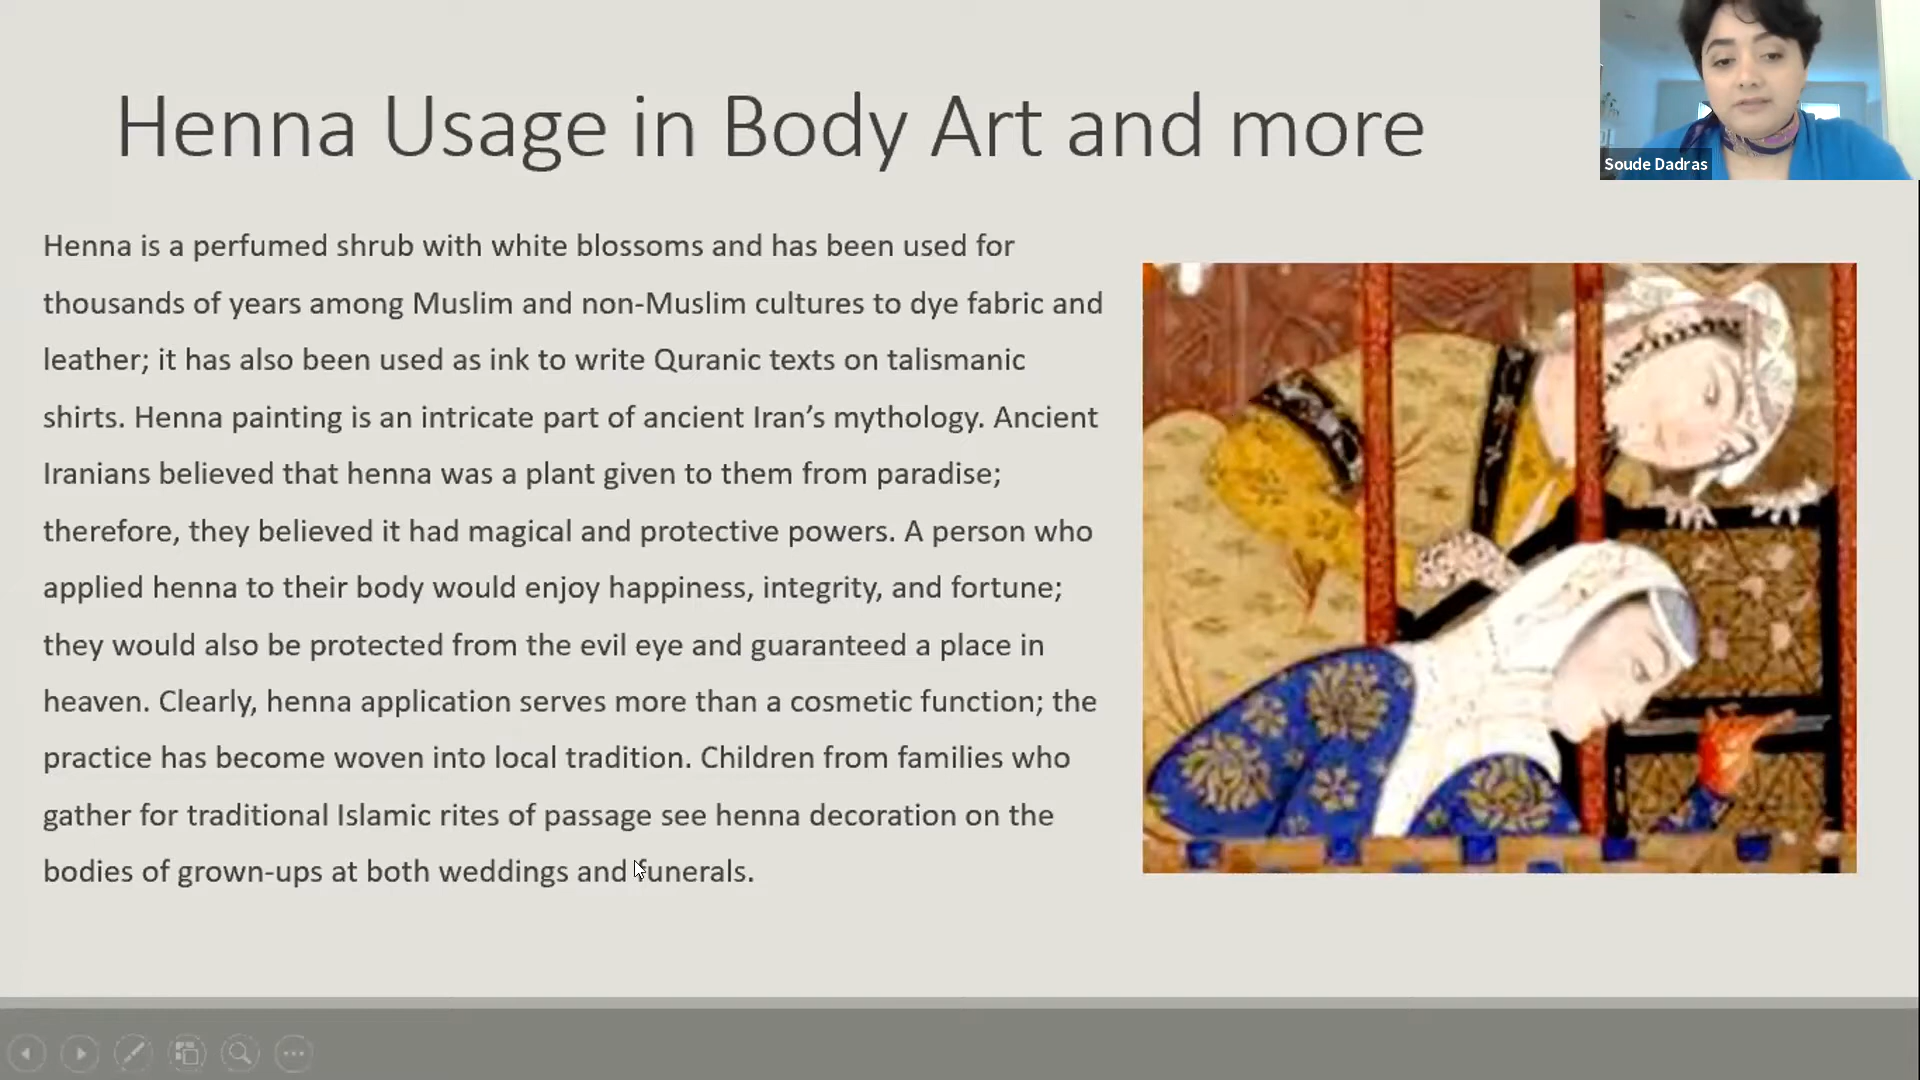 Henna Usage in Body Art and more
Soude Dadras
Henna is a perfumed shrub with white blossoms and has been used for
thousands of years among Muslim and non-Muslim cultures to dye fabric and
leather; it has also been used as ink to write Quranic texts on talismanic
shirts. Henna painting is an intricate part of ancient Iran’s mythology. Ancient
Iranians believed that henna was a plant given to them from paradise;
therefore, they believed it had magical and protective powers. A person who
applied henna to their body would enjoy happiness, integrity, and fortune;
they would also be protected from the evil eye and guaranteed a place in
heaven. Clearly, henna application serves more than a cosmetic function; the
practice has become woven into local tradition. Children from families who
gather for traditional Islamic rites of passage see henna decoration on the
bodies of grown-ups at both weddings and funerals.